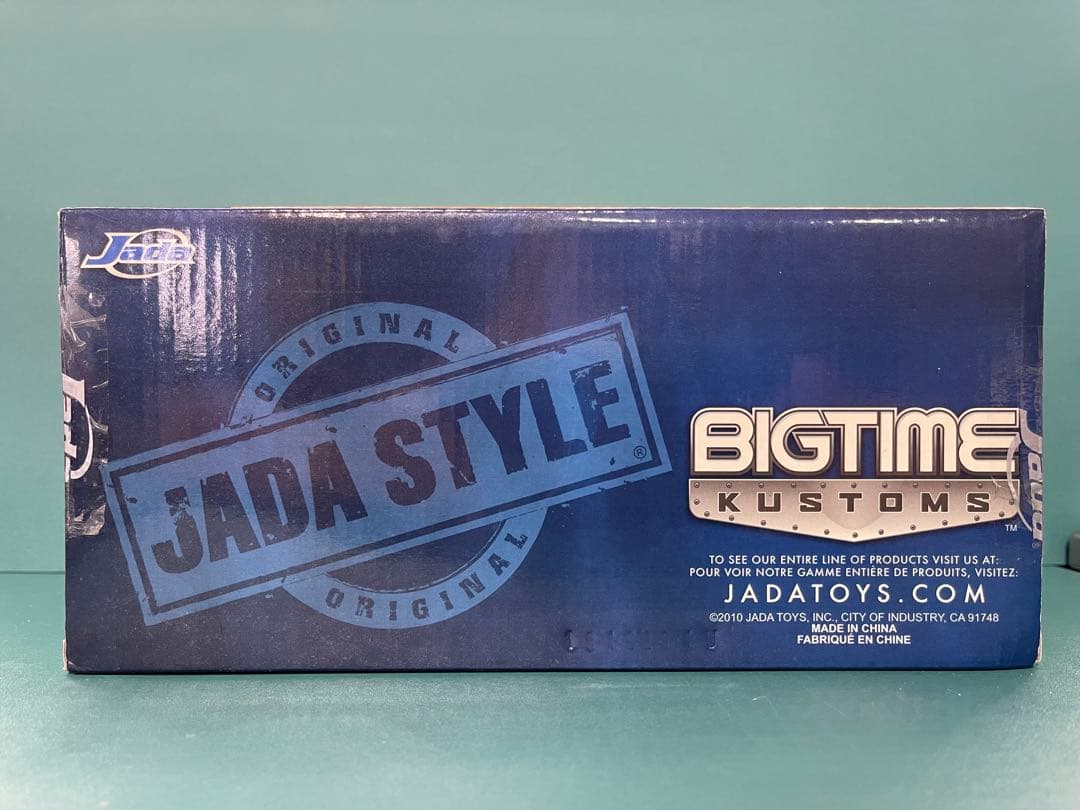 Jada
ORIGINAL
JADA STYLE®
ORIGINAL
BIGTIME
KUSTOMS
TM
TO SEE OUR ENTIRE LINE OF PRODUCTS VISIT US AT:
POUR VOIR NOTRE GAMME ENTIÈRE DE PRODUITS, VISITEZ:
JADATOYS.COM
©2010 JADA TOYS, INC., CITY OF INDUSTRY, CA 91748
MADE IN CHINA
FABRIQUÉ EN CHINE
Jada